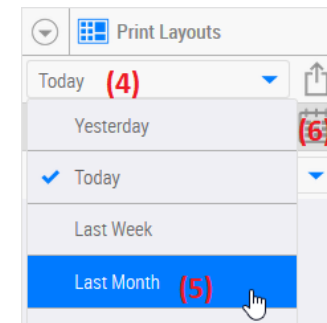 Print Layouts
Today (4)
Yesterday (6)
Today
Last Week
Last Month (5)